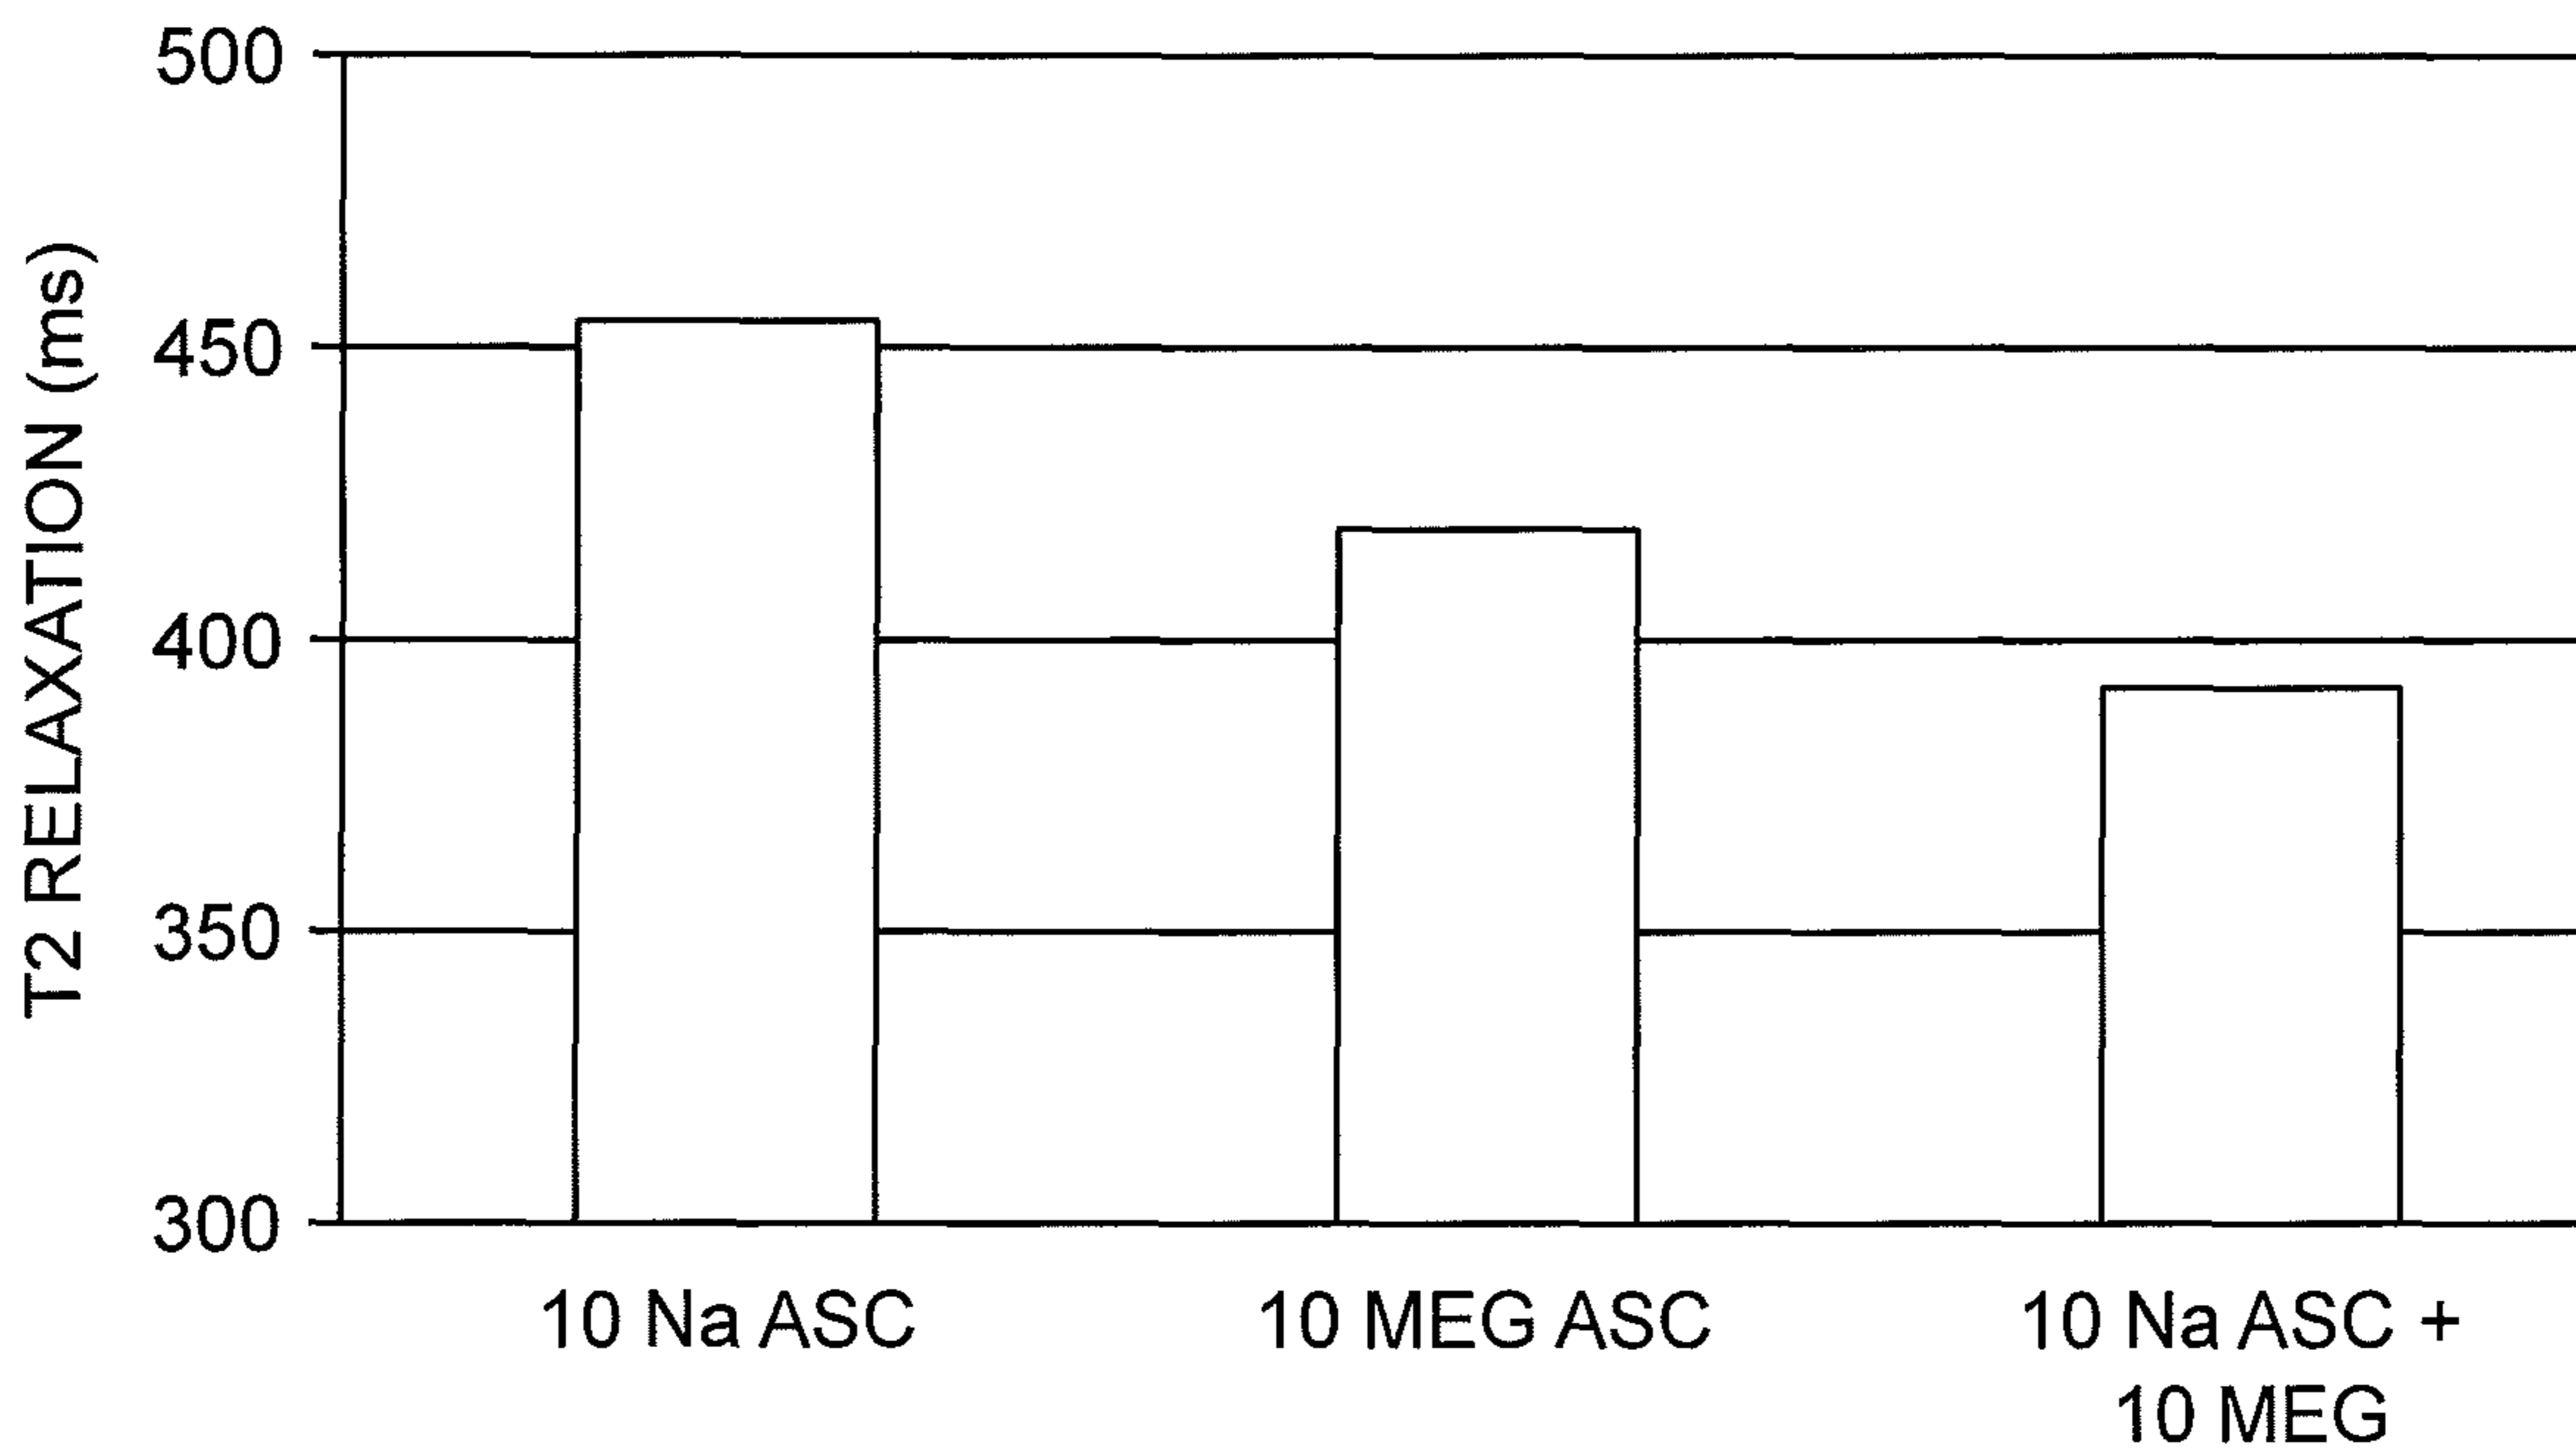 T2 RELAXATION (ms)
500
450
400
350
300
10 Na ASC
10 MEG ASC
10 Na ASC +
10 MEG